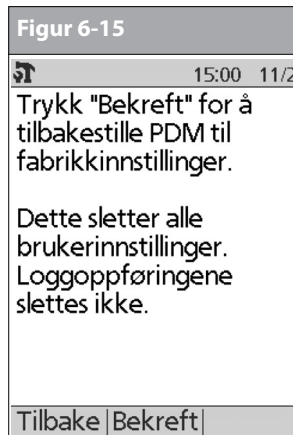 Figur 6-15
15:00 11/2
Trykk "Bekreft" for å
tilbakestille PDM til
fabrikkinnstillinger.
Dette sletter alle
brukerinnstillinger.
Loggoppføringene
slettes ikke.
Tilbake|Bekreft|